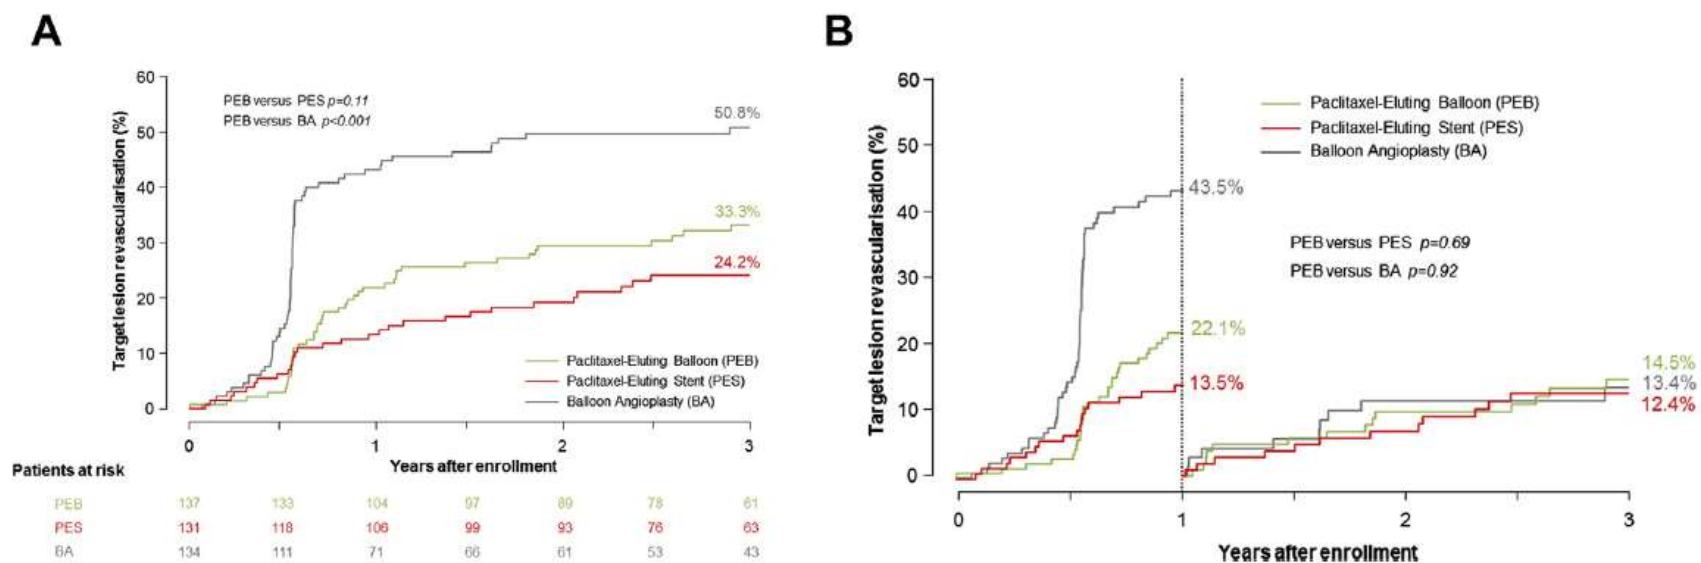 A
60
50
40
30
20
10
0
Target lesion revascularisation (%)
PEB versus PES p=0.11
PEB versus BA p<0.001
50.8%
33.3%
24.2%
Paclitaxel-Eluting Balloon (PEB)
Paclitaxel-Eluting Stent (PES)
Balloon Angioplasty (BA)
0 1 2 3
Years after enrollment
Patients at risk
PEB 137 133 104 97 89 78 61
PES 131 118 106 99 93 76 63
BA 134 111 71 66 61 53 43
B
60
50
40
30
20
10
0
Target lesion revascularisation (%)
Paclitaxel-Eluting Balloon (PEB)
Paclitaxel-Eluting Stent (PES)
Balloon Angioplasty (BA)
43.5%
PEB versus PES p=0.69
PEB versus BA p=0.92
22.1%
13.5%
14.5%
13.4%
12.4%
0 1 2 3
Years after enrollment